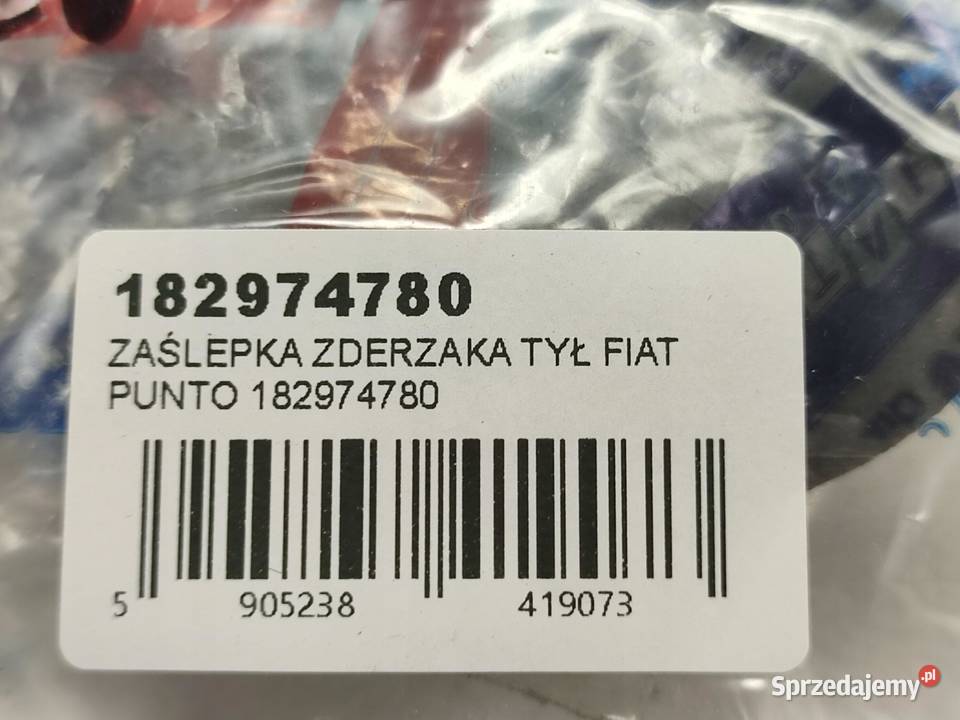 182974780
ZAŚLEPKA ZDERZAKA TYŁ FIAT
PUNTO 182974780
5 905238 419073
Sprzedajemy.pl